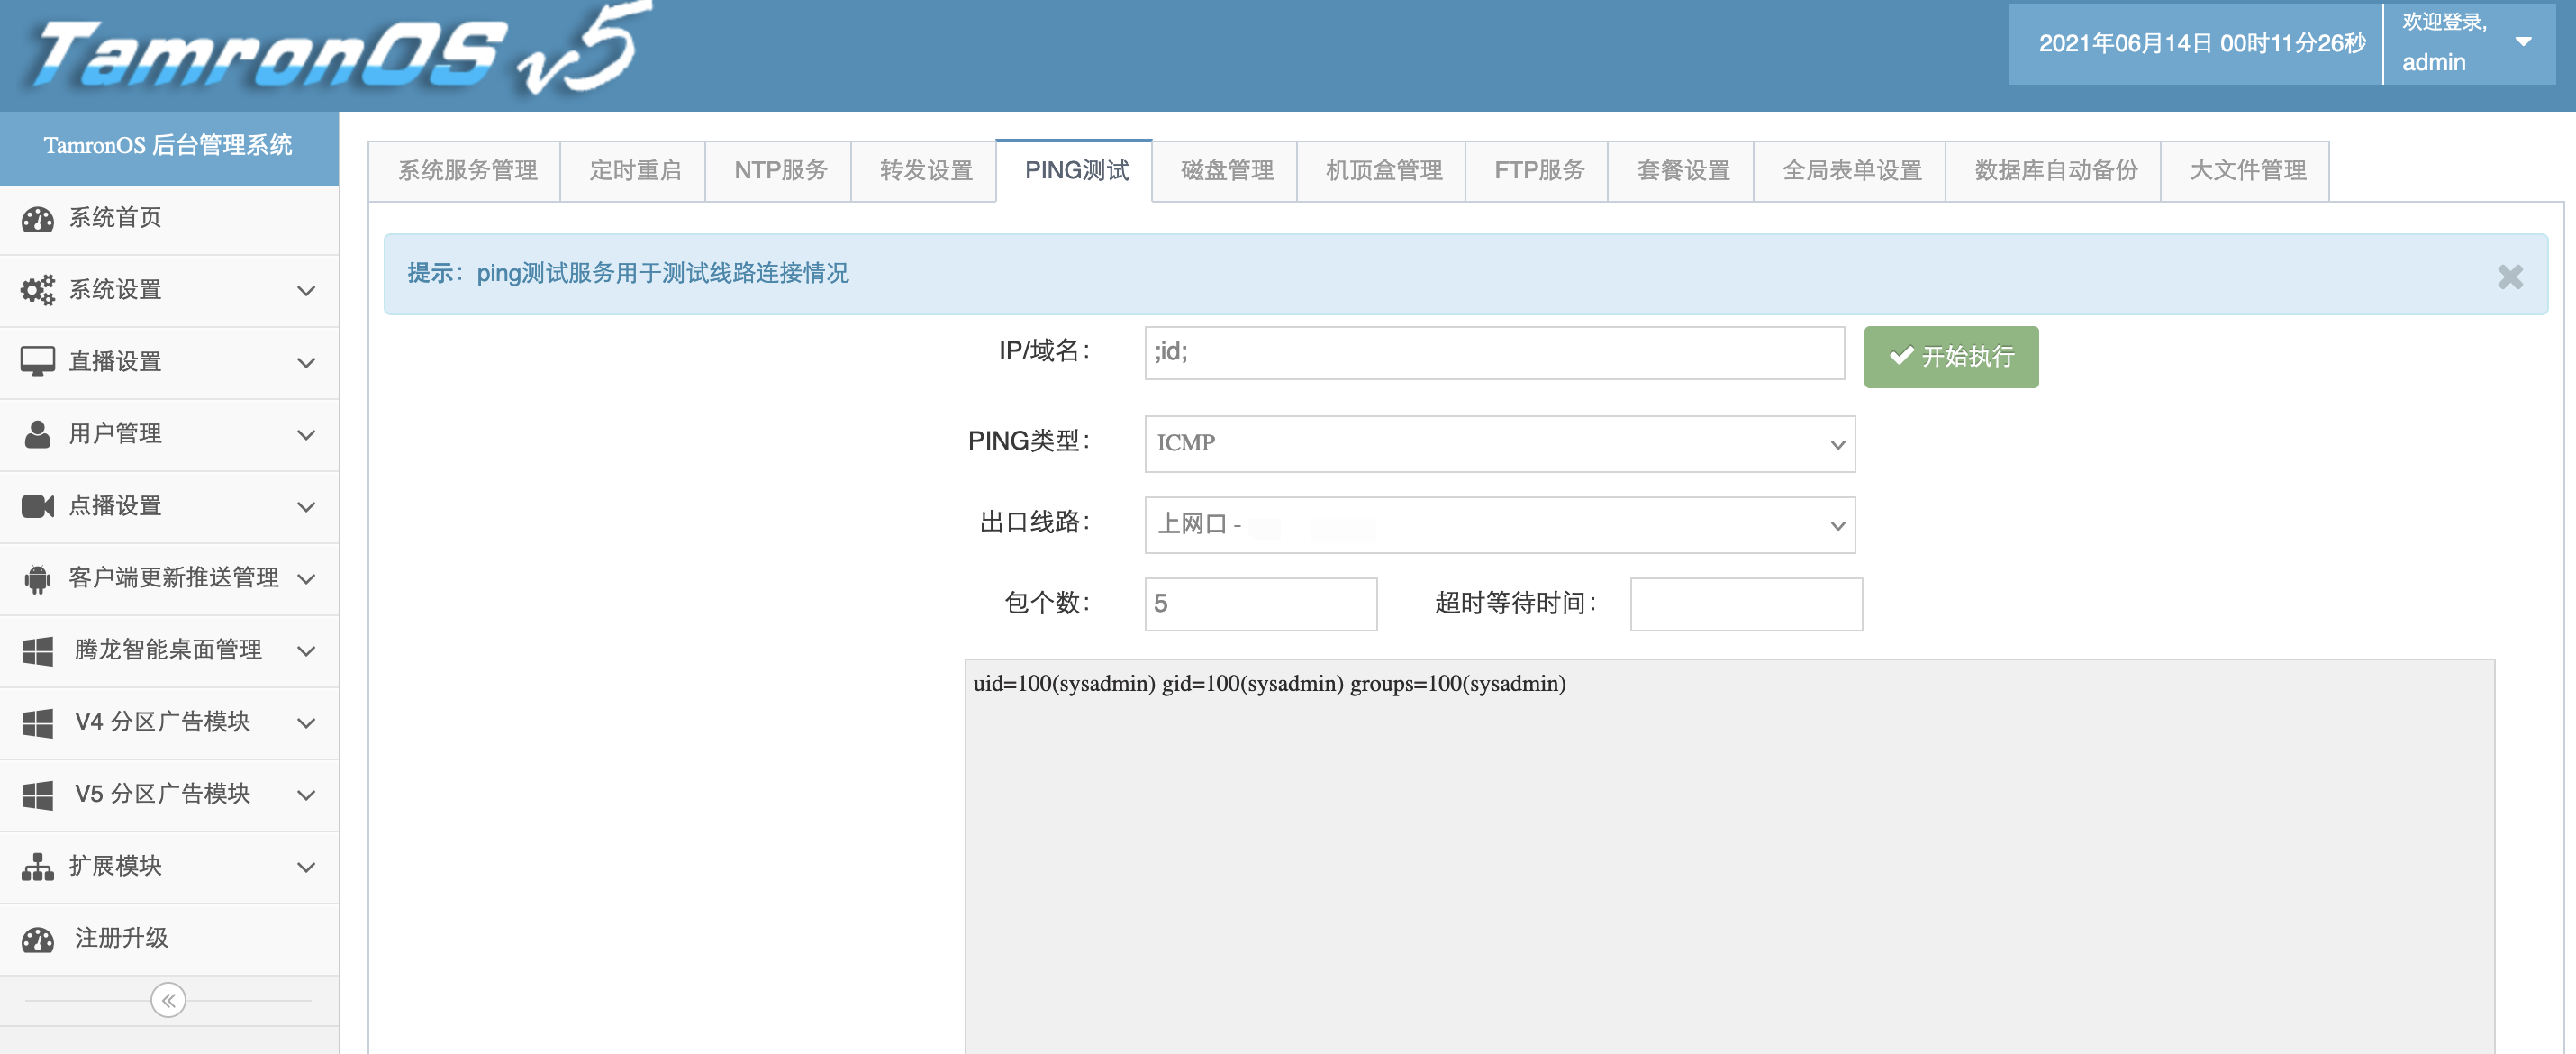 TamronOS v5
2021年06月14日 00时11分26秒
欢迎登录,
admin
TamronOS 后台管理系统
系统首页
系统设置
直播设置
用户管理
点播设置
客户端更新推送管理
腾龙智能桌面管理
V4 分区广告模块
V5 分区广告模块
扩展模块
注册升级
系统服务管理 定时重启 NTP服务 转发设置 PING测试 磁盘管理 机顶盒管理 FTP服务 套餐设置 全局表单设置 数据库自动备份 大文件管理
提示：ping测试服务用于测试线路连接情况
IP/域名： ;id; 开始执行
PING类型： ICMP
出口线路： 上网口 -
包个数： 5 超时等待时间：
uid=100(sysadmin) gid=100(sysadmin) groups=100(sysadmin)